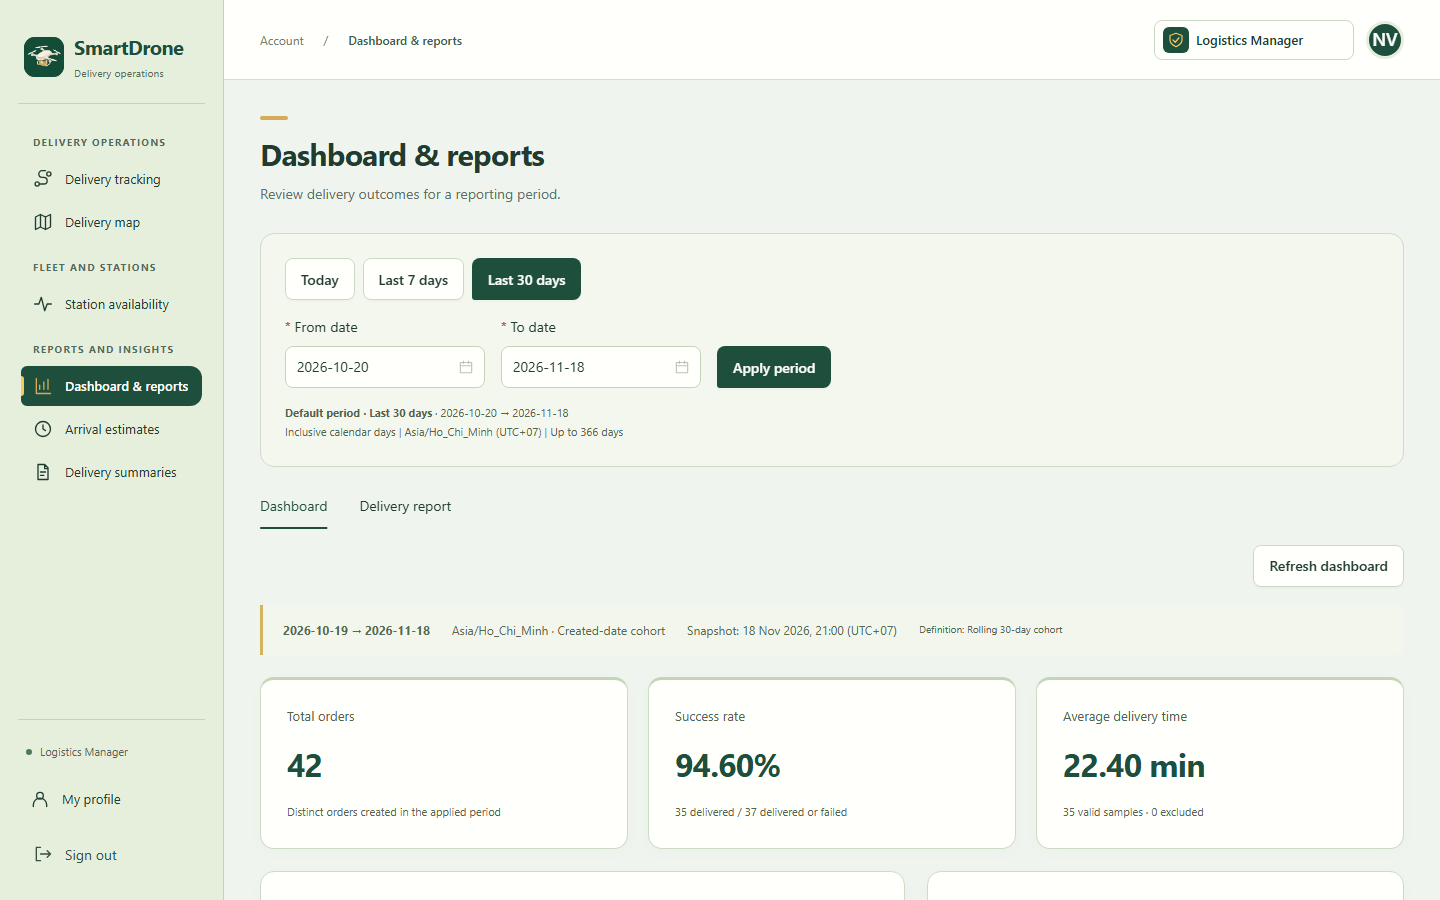 SmartDrone
Delivery operations
DELIVERY OPERATIONS
Delivery tracking
Delivery map
FLEET AND STATIONS
Station availability
REPORTS AND INSIGHTS
Dashboard & reports
Arrival estimates
Delivery summaries
Logistics Manager
My profile
Sign out
Account / Dashboard & reports
Logistics Manager
NV
Dashboard & reports
Review delivery outcomes for a reporting period.
Today Last 7 days Last 30 days
* From date * To date
2026-10-20 2026-11-18 Apply period
Default period · Last 30 days · 2026-10-20 → 2026-11-18
Inclusive calendar days | Asia/Ho_Chi_Minh (UTC+07) | Up to 366 days
Dashboard Delivery report
Refresh dashboard
2026-10-19 → 2026-11-18 Asia/Ho_Chi_Minh · Created-date cohort Snapshot: 18 Nov 2026, 21:00 (UTC+07) Definition: Rolling 30-day cohort
Total orders
42
Distinct orders created in the applied period
Success rate
94.60%
35 delivered / 37 delivered or failed
Average delivery time
22.40 min
35 valid samples · 0 excluded